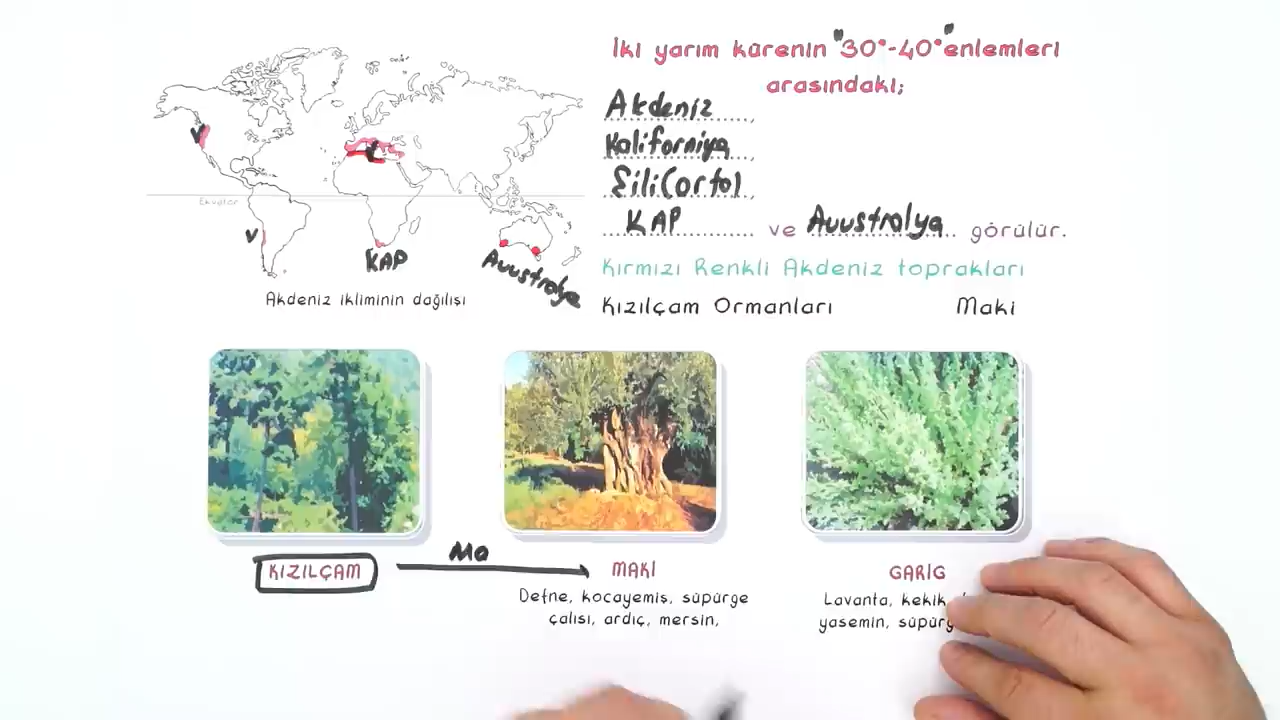 İki yarım kürenin "30°-40°" enlemleri
arasındaki;
Akdeniz,
Kaliforniya,
Şili(orta),
KAP ve Avustralya görülür.
Kırmızı Renkli Akdeniz toprakları
Kızılçam Ormanları Maki
Ekvator
KAP
Avustralya
Akdeniz ikliminin dağılışı
KIZILÇAM
Ma
MAKİ
Defne, kocayemiş, süpürge
çalısı, ardıç, mersin,
GARİG
Lavanta, kekik,
yasemin,